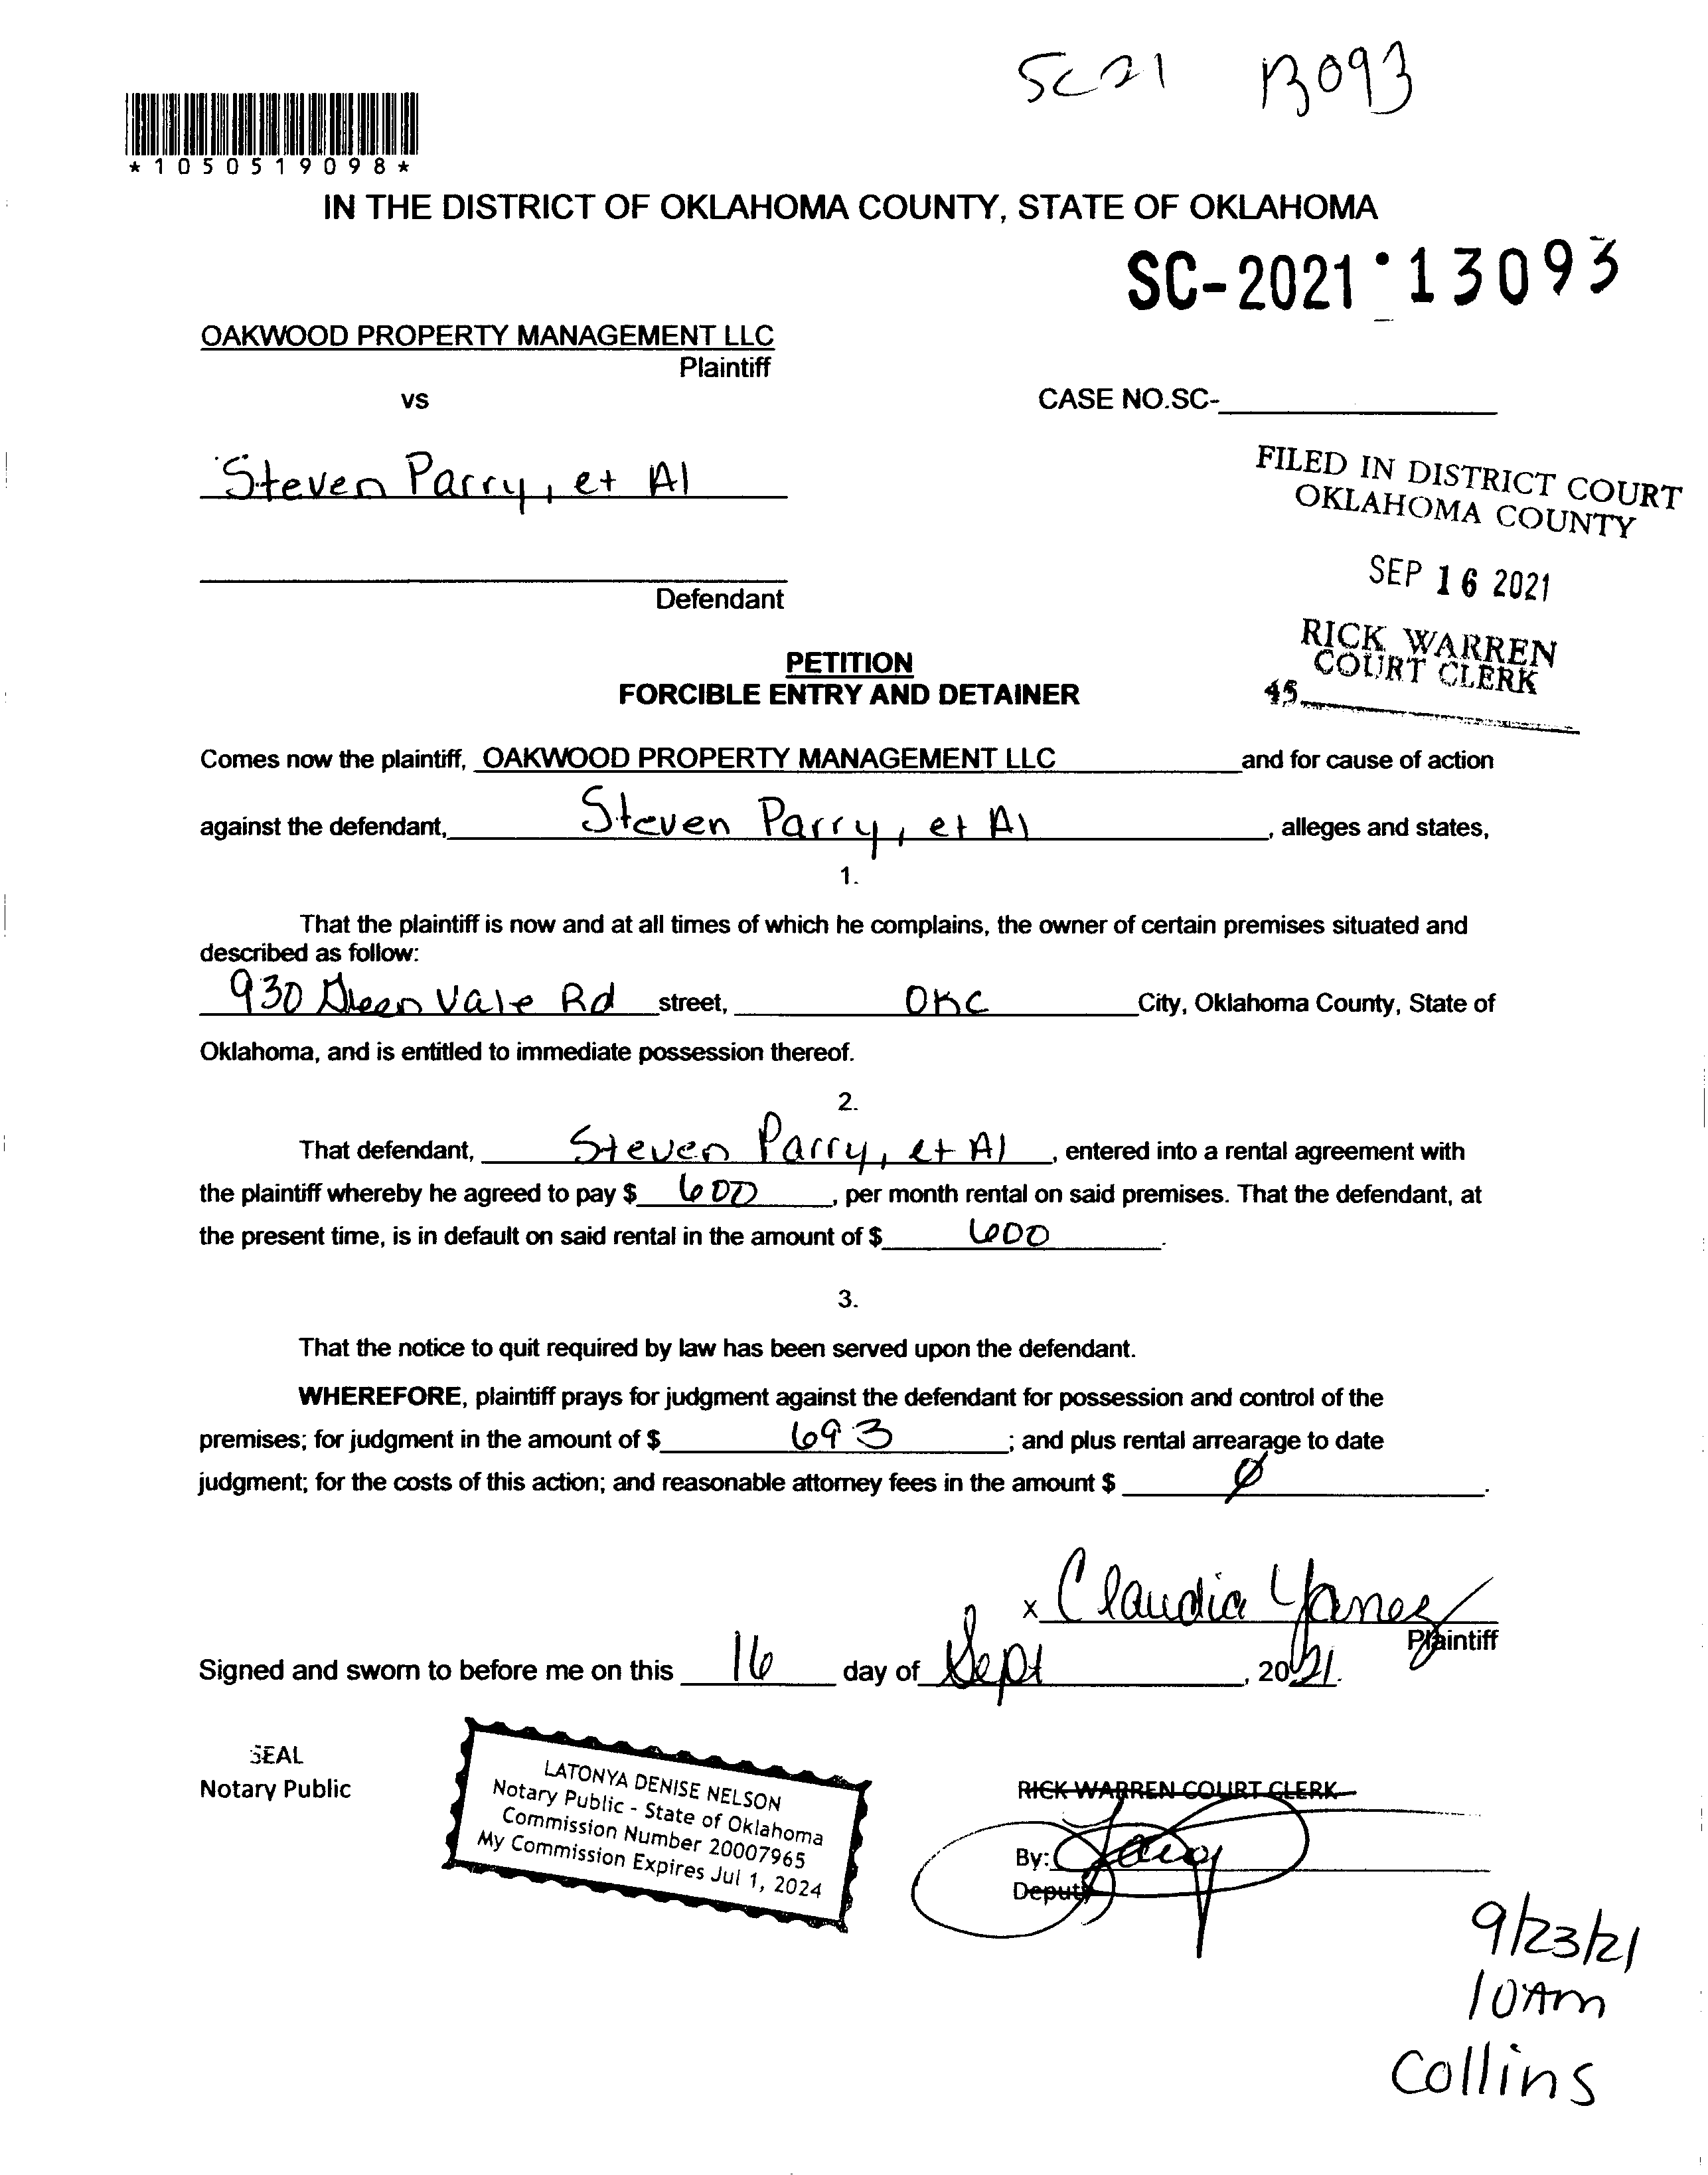 SC21 13093
*1050519098*
IN THE DISTRICT OF OKLAHOMA COUNTY, STATE OF OKLAHOMA
SC-2021 • 13093
OAKWOOD PROPERTY MANAGEMENT LLC
Plaintiff
vs
CASE NO.SC-
Steven Parry, et Al
FILED IN DISTRICT COURT
OKLAHOMA COUNTY
SEP 16 2021
Defendant
RICK WARREN
COURT CLERK
45
PETITION
FORCIBLE ENTRY AND DETAINER
Comes now the plaintiff, OAKWOOD PROPERTY MANAGEMENT LLC and for cause of action
against the defendant, Steven Parry, et Al, alleges and states,
1.
That the plaintiff is now and at all times of which he complains, the owner of certain premises situated and
described as follow:
930 Green Vale Rd street, OKC City, Oklahoma County, State of
Oklahoma, and is entitled to immediate possession thereof.
2.
That defendant, Steven Parry, et Al, entered into a rental agreement with
the plaintiff whereby he agreed to pay $ 600, per month rental on said premises. That the defendant, at
the present time, is in default on said rental in the amount of $ 600.
3.
That the notice to quit required by law has been served upon the defendant.
WHEREFORE, plaintiff prays for judgment against the defendant for possession and control of the
premises; for judgment in the amount of $ 693; and plus rental arrearage to date
judgment; for the costs of this action; and reasonable attorney fees in the amount $ Ø.
x Claudia Yanez
Plaintiff
Signed and sworn to before me on this 16 day of Sept, 2021.
SEAL
Notary Public
LATONYA DENISE NELSON
Notary Public - State of Oklahoma
Commission Number 20007965
My Commission Expires Jul 1, 2024
RICK WARREN COURT CLERK
By:
Deputy
9/23/21
10AM
Collins